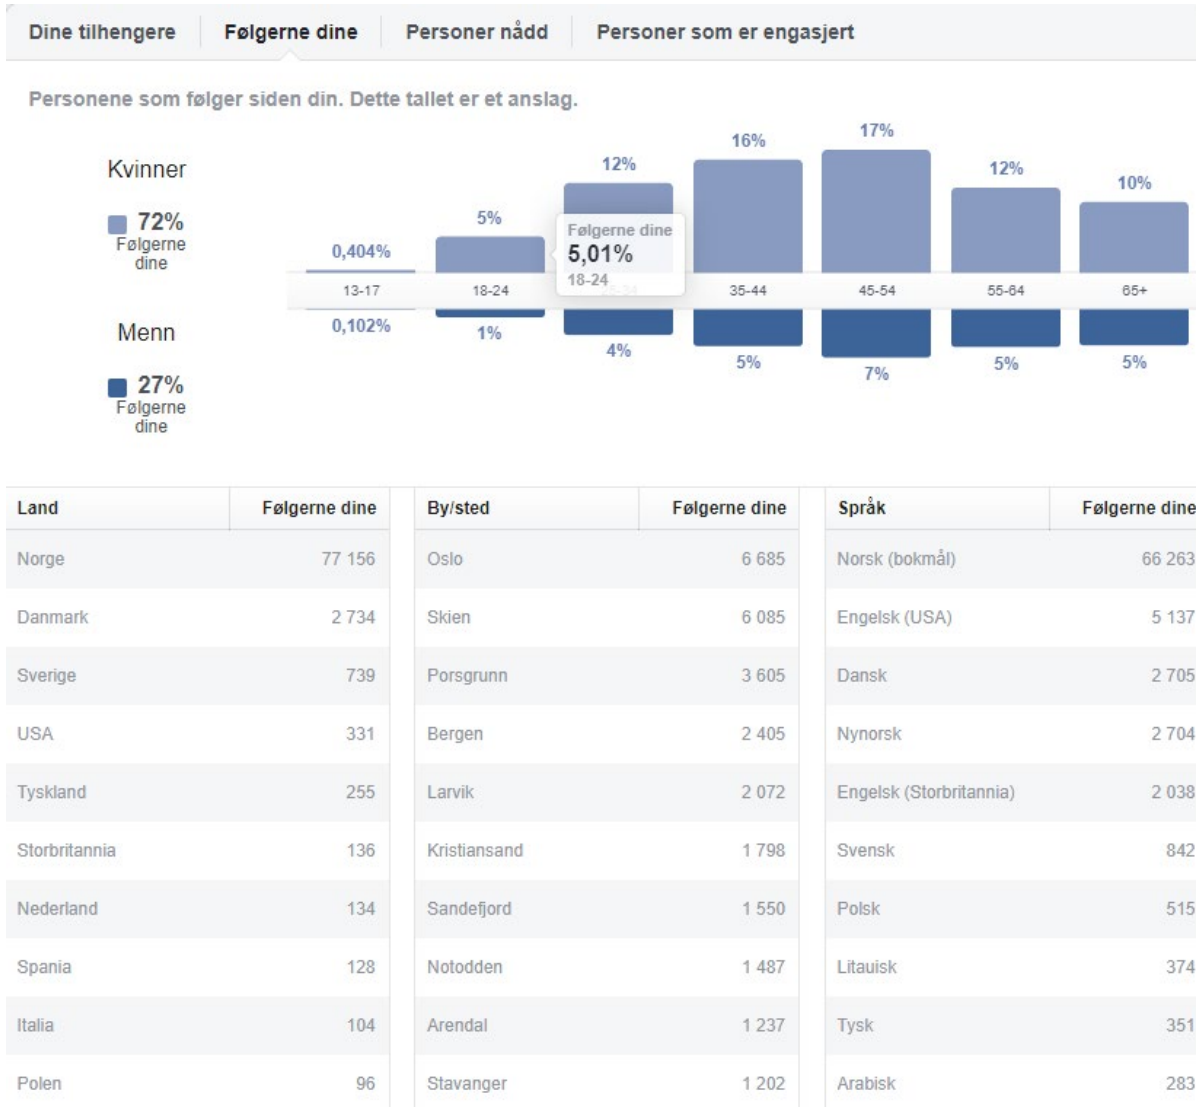 Dine tilhengere Følgerne dine Personer nådd Personer som er engasjert
Personene som følger siden din. Dette tallet er et anslag.
Kvinner
72%
Følgerne
dine
0,404% 5% 12% 16% 17% 12% 10%
Følgerne dine
5,01%
18-24
13-17 18-24 25-34 35-44 45-54 55-64 65+
0,102% 1% 4% 5% 7% 5% 5%
Menn
27%
Følgerne
dine
Land Følgerne dine By/sted Følgerne dine Språk Følgerne dine
Norge 77 156 Oslo 6 685 Norsk (bokmål) 66 263
Danmark 2 734 Skien 6 085 Engelsk (USA) 5 137
Sverige 739 Porsgrunn 3 605 Dansk 2 705
USA 331 Bergen 2 405 Nynorsk 2 704
Tyskland 255 Larvik 2 072 Engelsk (Storbritannia) 2 038
Storbritannia 136 Kristiansand 1 798 Svensk 842
Nederland 134 Sandefjord 1 550 Polsk 515
Spania 128 Notodden 1 487 Litauisk 374
Italia 104 Arendal 1 237 Tysk 351
Polen 96 Stavanger 1 202 Arabisk 283